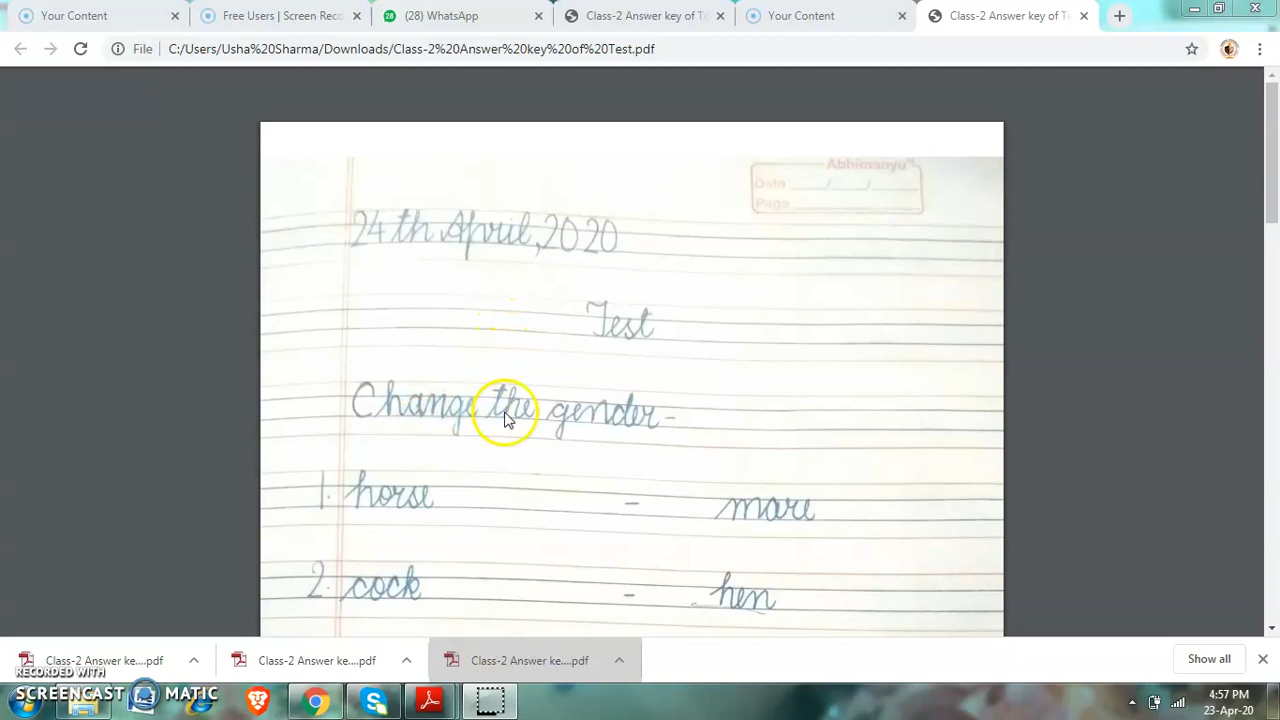 Your Content
Free Users | Screen Reco
(28) WhatsApp
Class-2 Answer key of Te
Your Content
Class-2 Answer key of Te
File
C:/Users/Usha%20Sharma/Downloads/Class-2%20Answer%20key%20of%20Test.pdf
Abhimanyu
Date / /
Page
24th April, 2020
Test
Change the gender-
1. horse - mare
2. cock - hen
Class-2 Answer ke....pdf
Class-2 Answer ke....pdf
Class-2 Answer ke....pdf
Show all
RECORDED WITH
SCREENCAST MATIC
4:57 PM
23-Apr-20